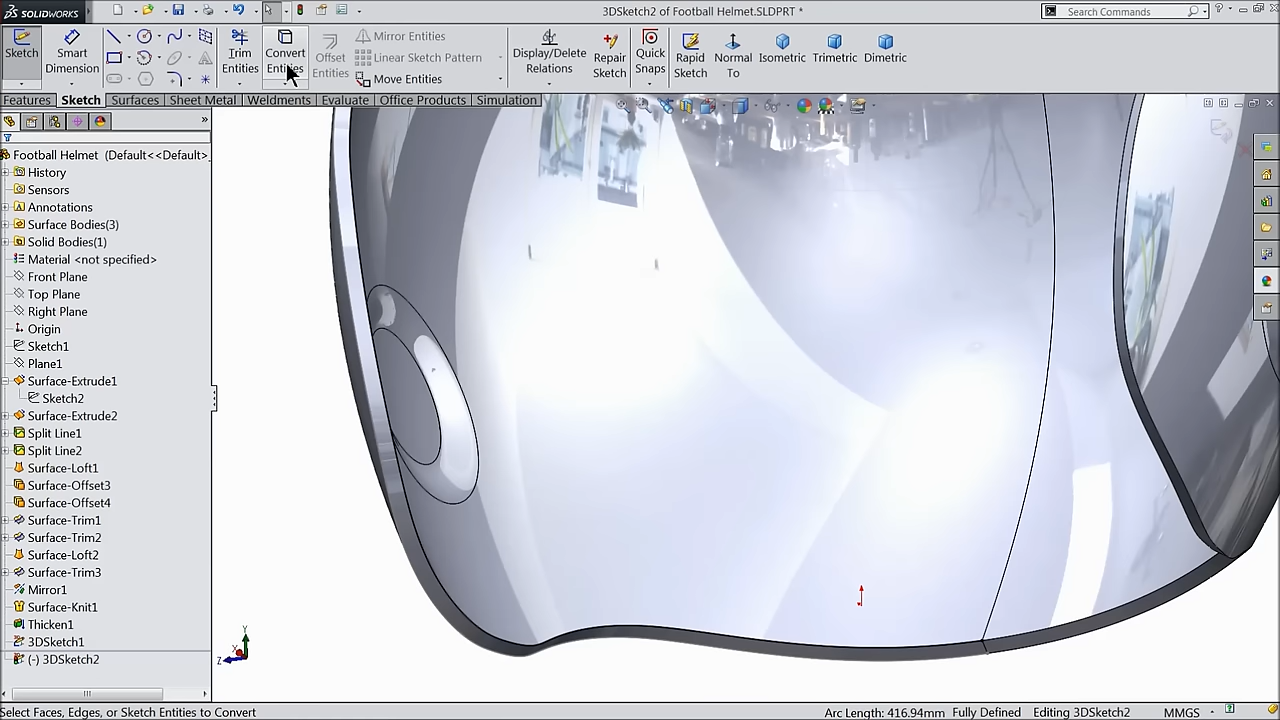 SOLIDWORKS
3DSketch2 of Football Helmet.SLDPRT *
Search Commands
Sketch
Smart Dimension
Trim Entities
Convert Entities
Offset Entities
Mirror Entities
Linear Sketch Pattern
Move Entities
Display/Delete Relations
Repair Sketch
Quick Snaps
Rapid Sketch
Normal To
Isometric
Trimetric
Dimetric
Features
Sketch
Surfaces
Sheet Metal
Weldments
Evaluate
Office Products
Simulation
Football Helmet (Default<<Default>_
History
Sensors
Annotations
Surface Bodies(3)
Solid Bodies(1)
Material <not specified>
Front Plane
Top Plane
Right Plane
Origin
Sketch1
Plane1
Surface-Extrude1
Sketch2
Surface-Extrude2
Split Line1
Split Line2
Surface-Loft1
Surface-Offset3
Surface-Offset4
Surface-Trim1
Surface-Trim2
Surface-Loft2
Surface-Trim3
Mirror1
Surface-Knit1
Thicken1
3DSketch1
(-) 3DSketch2
Y
X
Z
Select Faces, Edges, or Sketch Entities to Convert
Arc Length: 416.94mm
Fully Defined
Editing 3DSketch2
MMGS